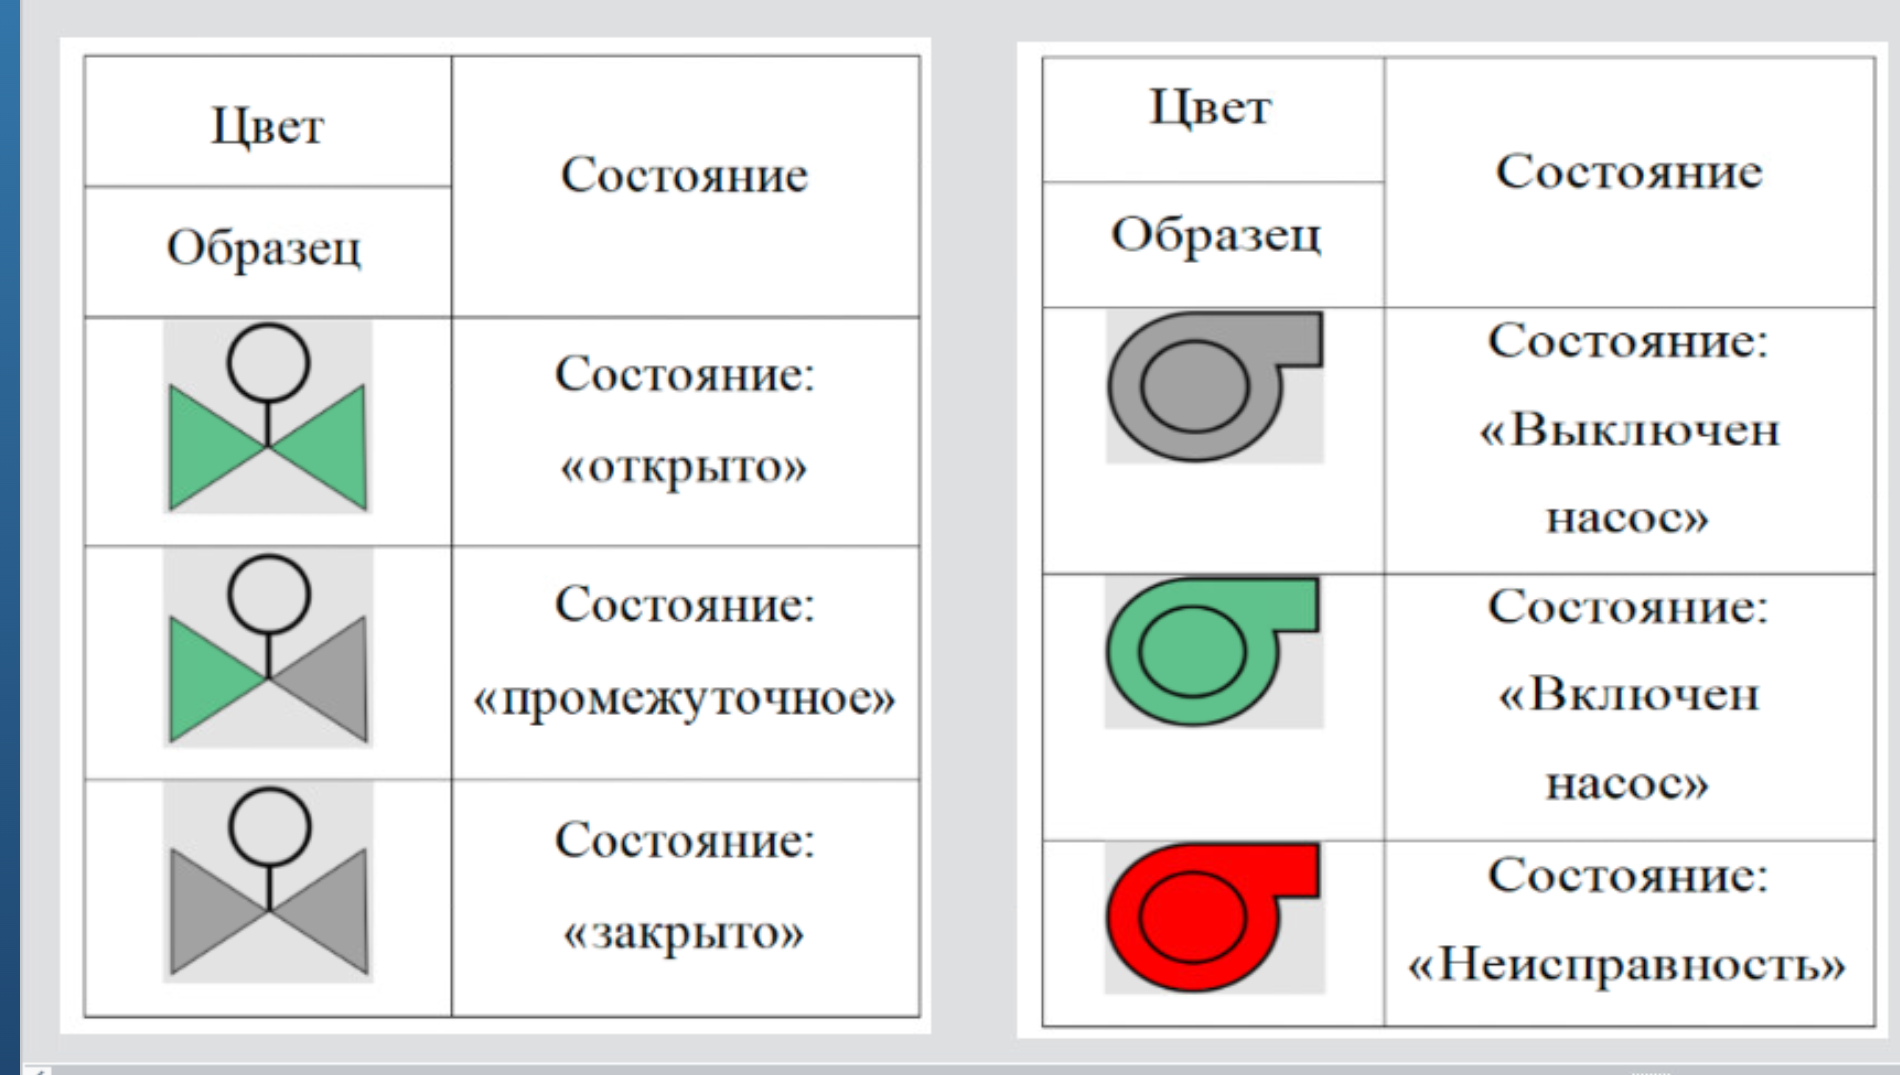 Цвет
Образец
Состояние
Состояние:
«открыто»
Состояние:
«промежуточное»
Состояние:
«закрыто»
Цвет
Образец
Состояние
Состояние:
«Выключен
насос»
Состояние:
«Включен
насос»
Состояние:
«Неисправность»